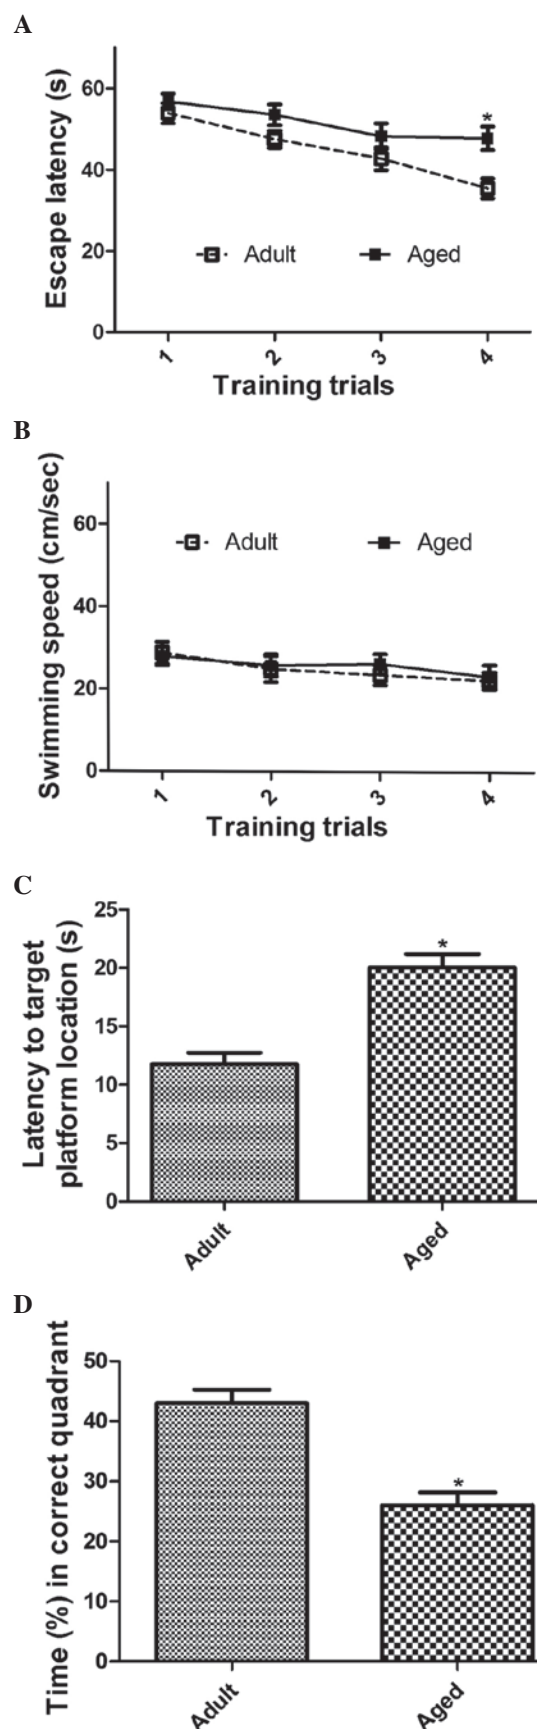 A
Escape latency (s)
60
40
20
0
*
Adult
Aged
1
2
3
4
Training trials
B
Swimming speed (cm/sec)
60
40
20
0
Adult
Aged
1
2
3
4
Training trials
C
Latency to target
platform location (s)
25
20
15
10
5
0
*
Adult
Aged
D
Time (%) in correct quadrant
50
40
30
20
10
0
*
Adult
Aged